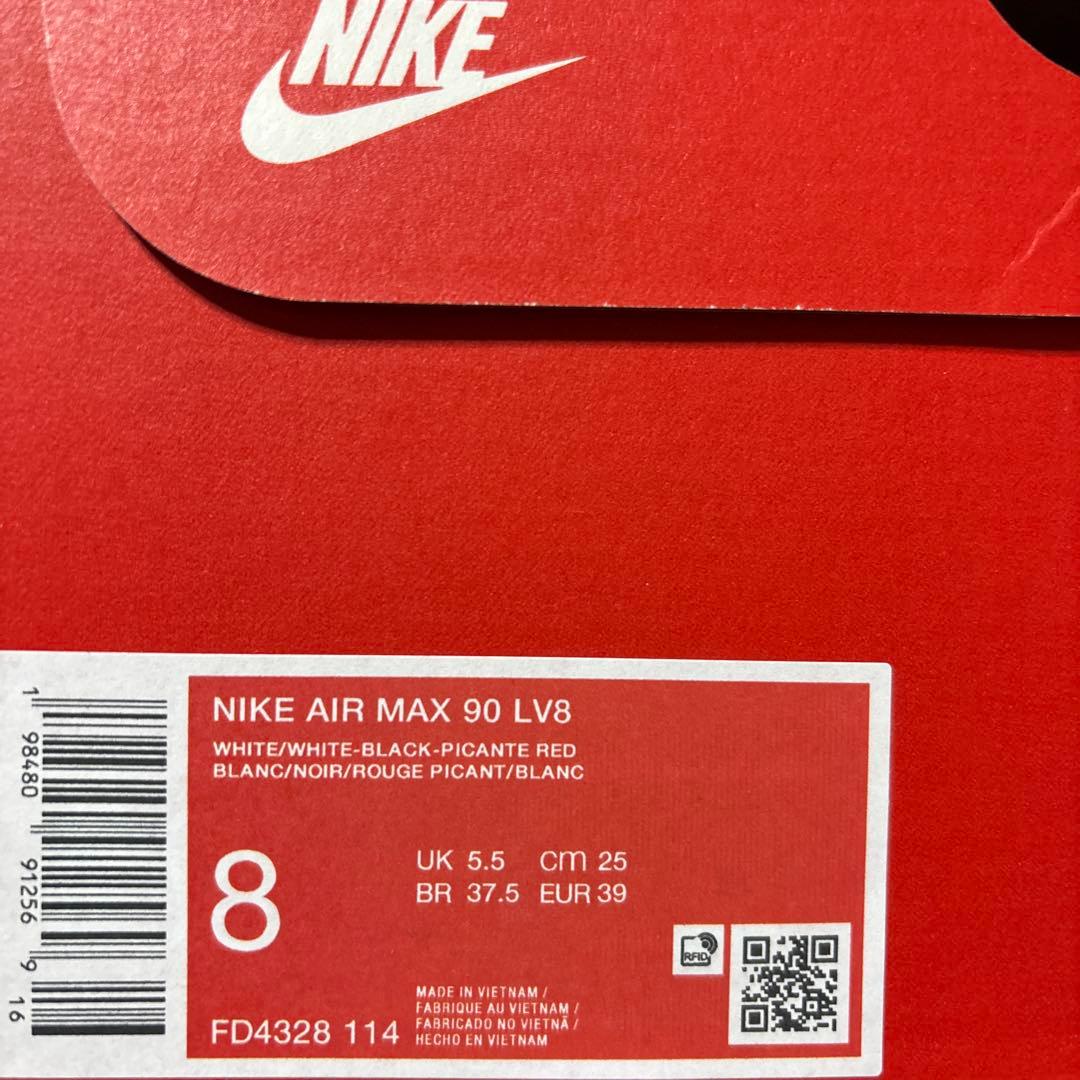 NIKE
NIKE AIR MAX 90 LV8
WHITE/WHITE-BLACK-PICANTE RED
BLANC/NOIR/ROUGE PICANT/BLANC
8
UK 5.5 cm 25
BR 37.5 EUR 39
RFID
MADE IN VIETNAM /
FABRIQUE AU VIETNAM /
FABRICADO NO VIETNÃ /
HECHO EN VIETNAM
FD4328 114
1 98480 91256 9 16